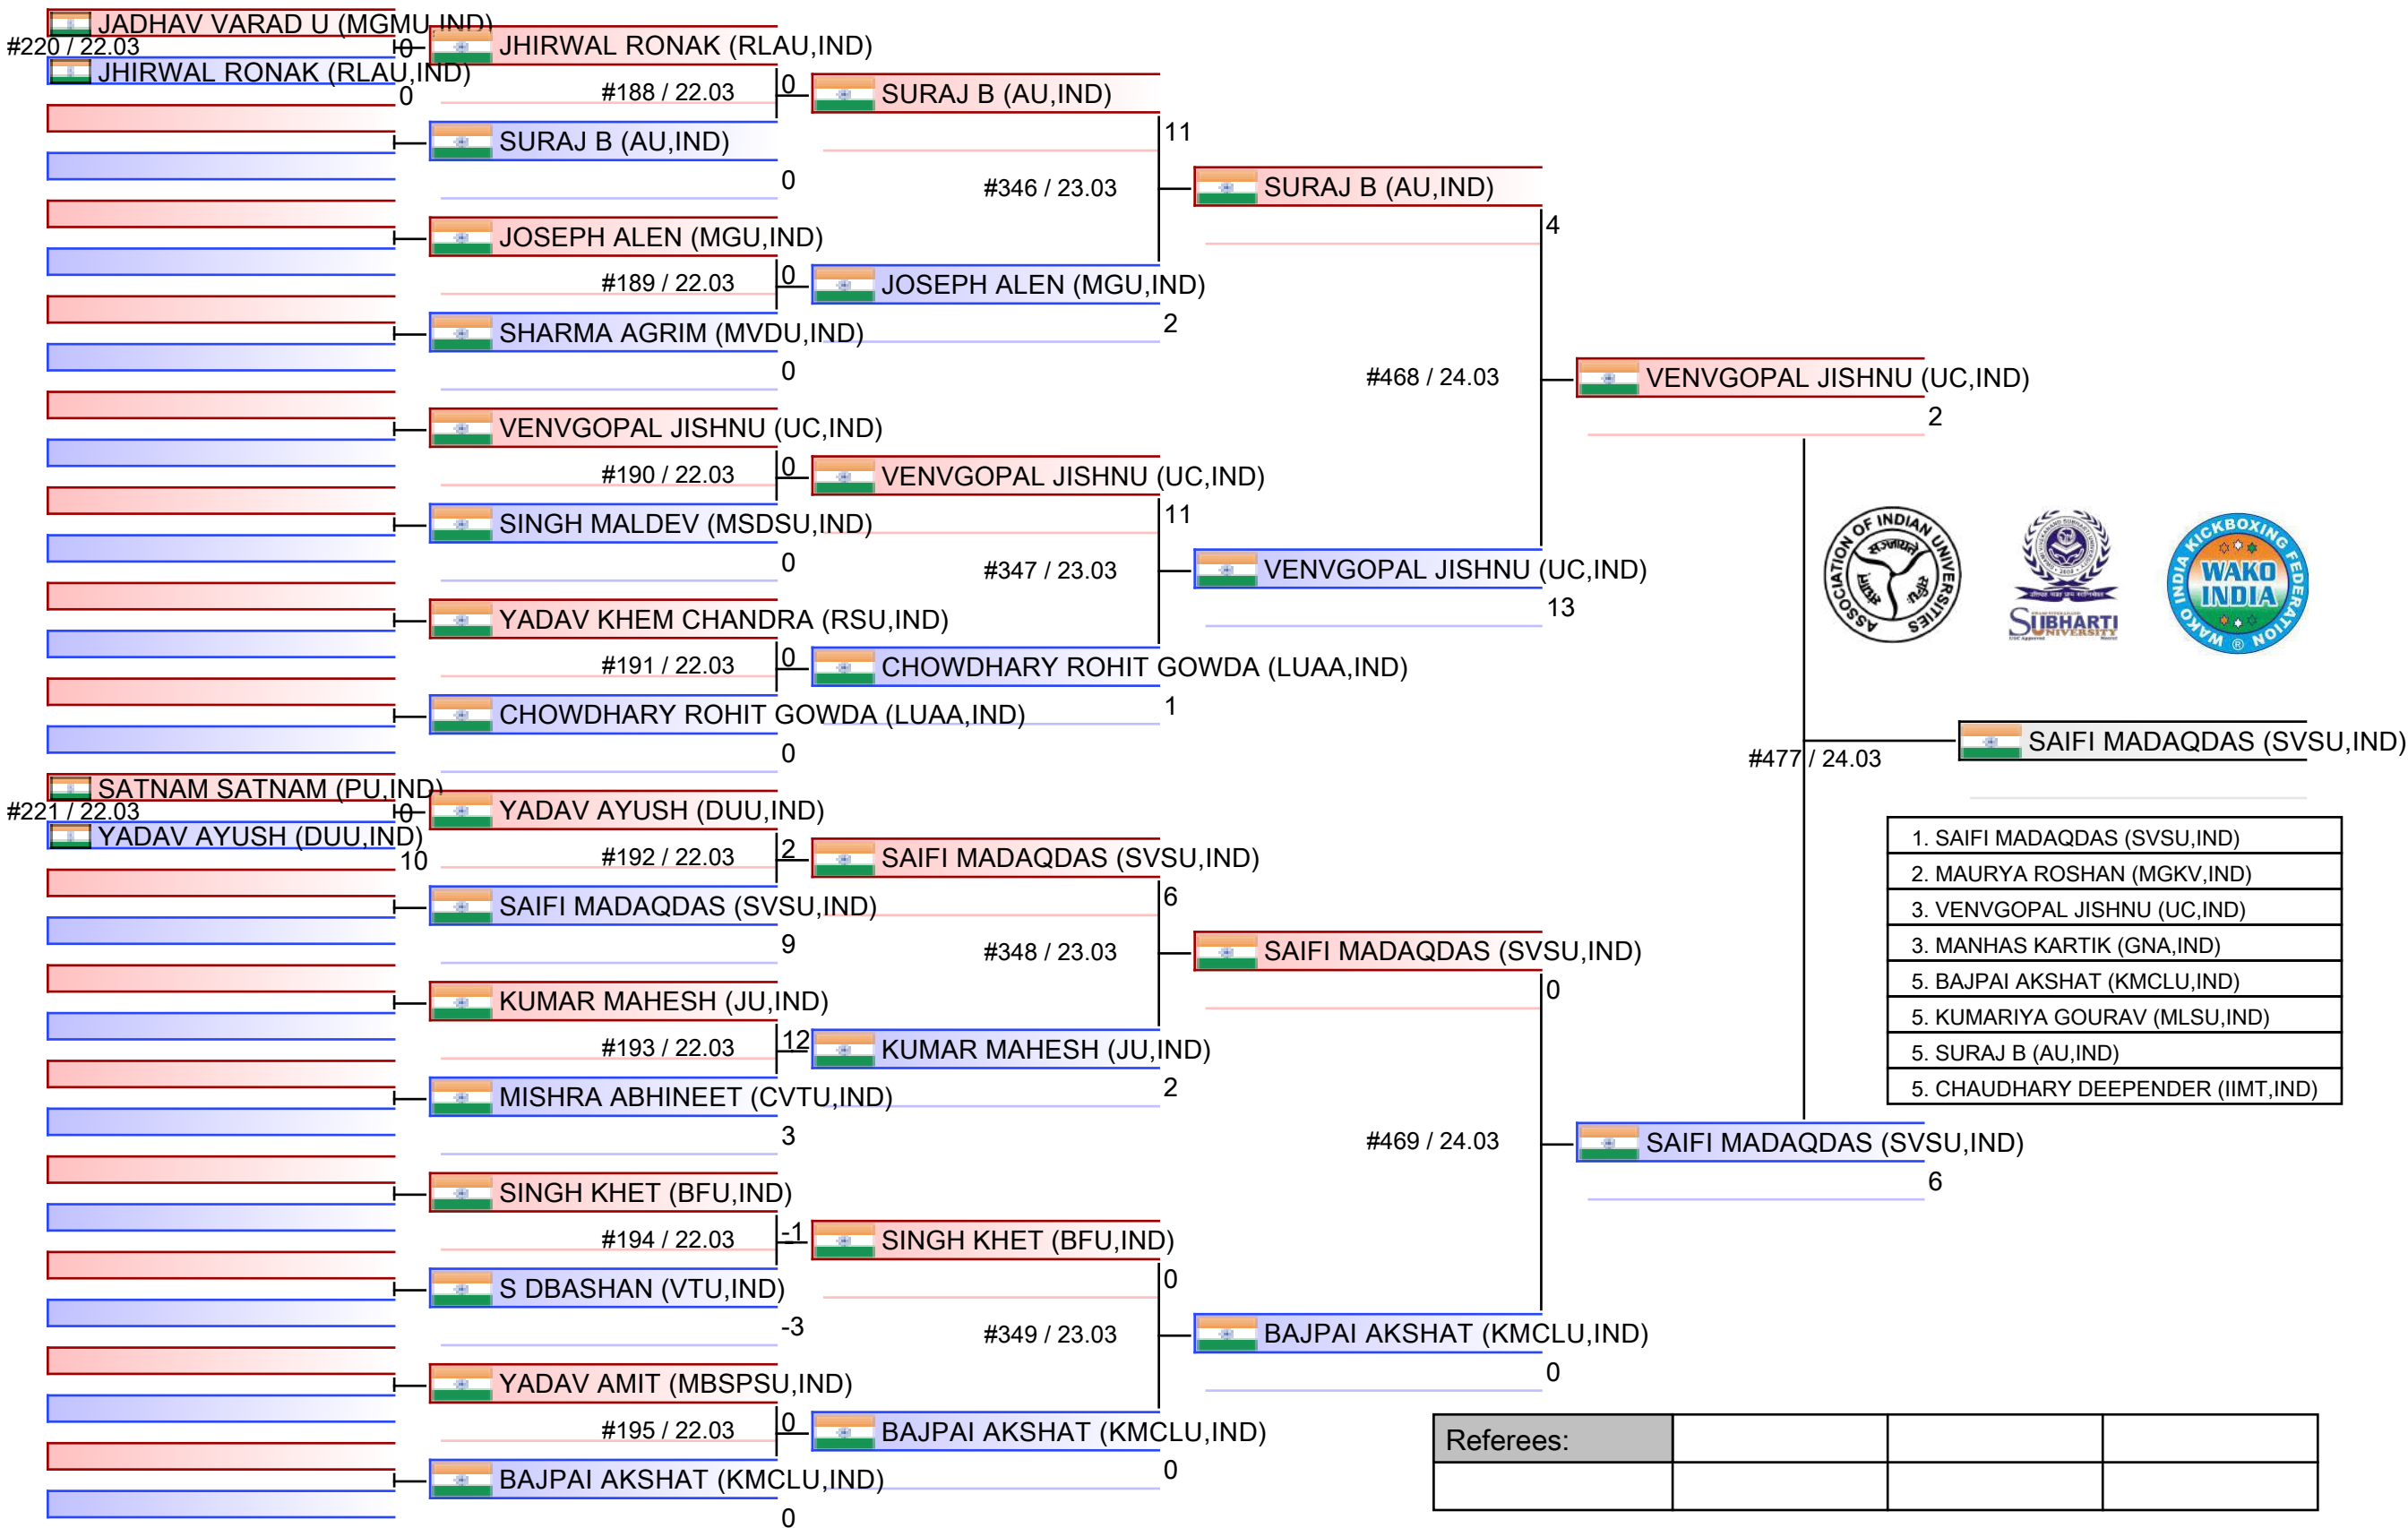 JADHAV VARAD U (MGMU,IND)
#220 / 22.03
0
JHIRWAL RONAK (RLAU,IND)
0
JHIRWAL RONAK (RLAU,IND)
#188 / 22.03
0
SURAJ B (AU,IND)
0
JOSEPH ALEN (MGU,IND)
#189 / 22.03
0
SHARMA AGRIM (MVDU,IND)
0
VENVGOPAL JISHNU (UC,IND)
#190 / 22.03
0
SINGH MALDEV (MSDSU,IND)
0
YADAV KHEM CHANDRA (RSU,IND)
#191 / 22.03
0
CHOWDHARY ROHIT GOWDA (LUAA,IND)
0
SATNAM SATNAM (PU,IND)
#221 / 22.03
0
YADAV AYUSH (DUU,IND)
10
YADAV AYUSH (DUU,IND)
#192 / 22.03
2
SAIFI MADAQDAS (SVSU,IND)
9
KUMAR MAHESH (JU,IND)
#193 / 22.03
12
MISHRA ABHINEET (CVTU,IND)
3
SINGH KHET (BFU,IND)
#194 / 22.03
-1
S DBASHAN (VTU,IND)
-3
YADAV AMIT (MBSPSU,IND)
#195 / 22.03
0
BAJPAI AKSHAT (KMCLU,IND)
0
SURAJ B (AU,IND)
11
#346 / 23.03
JOSEPH ALEN (MGU,IND)
2
VENVGOPAL JISHNU (UC,IND)
11
#347 / 23.03
CHOWDHARY ROHIT GOWDA (LUAA,IND)
1
SAIFI MADAQDAS (SVSU,IND)
6
#348 / 23.03
KUMAR MAHESH (JU,IND)
2
SINGH KHET (BFU,IND)
0
#349 / 23.03
BAJPAI AKSHAT (KMCLU,IND)
0
SURAJ B (AU,IND)
4
#468 / 24.03
VENVGOPAL JISHNU (UC,IND)
13
SAIFI MADAQDAS (SVSU,IND)
0
#469 / 24.03
BAJPAI AKSHAT (KMCLU,IND)
0
VENVGOPAL JISHNU (UC,IND)
2
#477 / 24.03
SAIFI MADAQDAS (SVSU,IND)
6
ASSOCIATION OF INDIAN UNIVERSITIES
SUBHARTI
UNIVERSITY
WAKO INDIA KICKBOXING FEDERATION ®
WAKO
INDIA
SAIFI MADAQDAS (SVSU,IND)
1. SAIFI MADAQDAS (SVSU,IND)
2. MAURYA ROSHAN (MGKV,IND)
3. VENVGOPAL JISHNU (UC,IND)
3. MANHAS KARTIK (GNA,IND)
5. BAJPAI AKSHAT (KMCLU,IND)
5. KUMARIYA GOURAV (MLSU,IND)
5. SURAJ B (AU,IND)
5. CHAUDHARY DEEPENDER (IIMT,IND)
Referees: